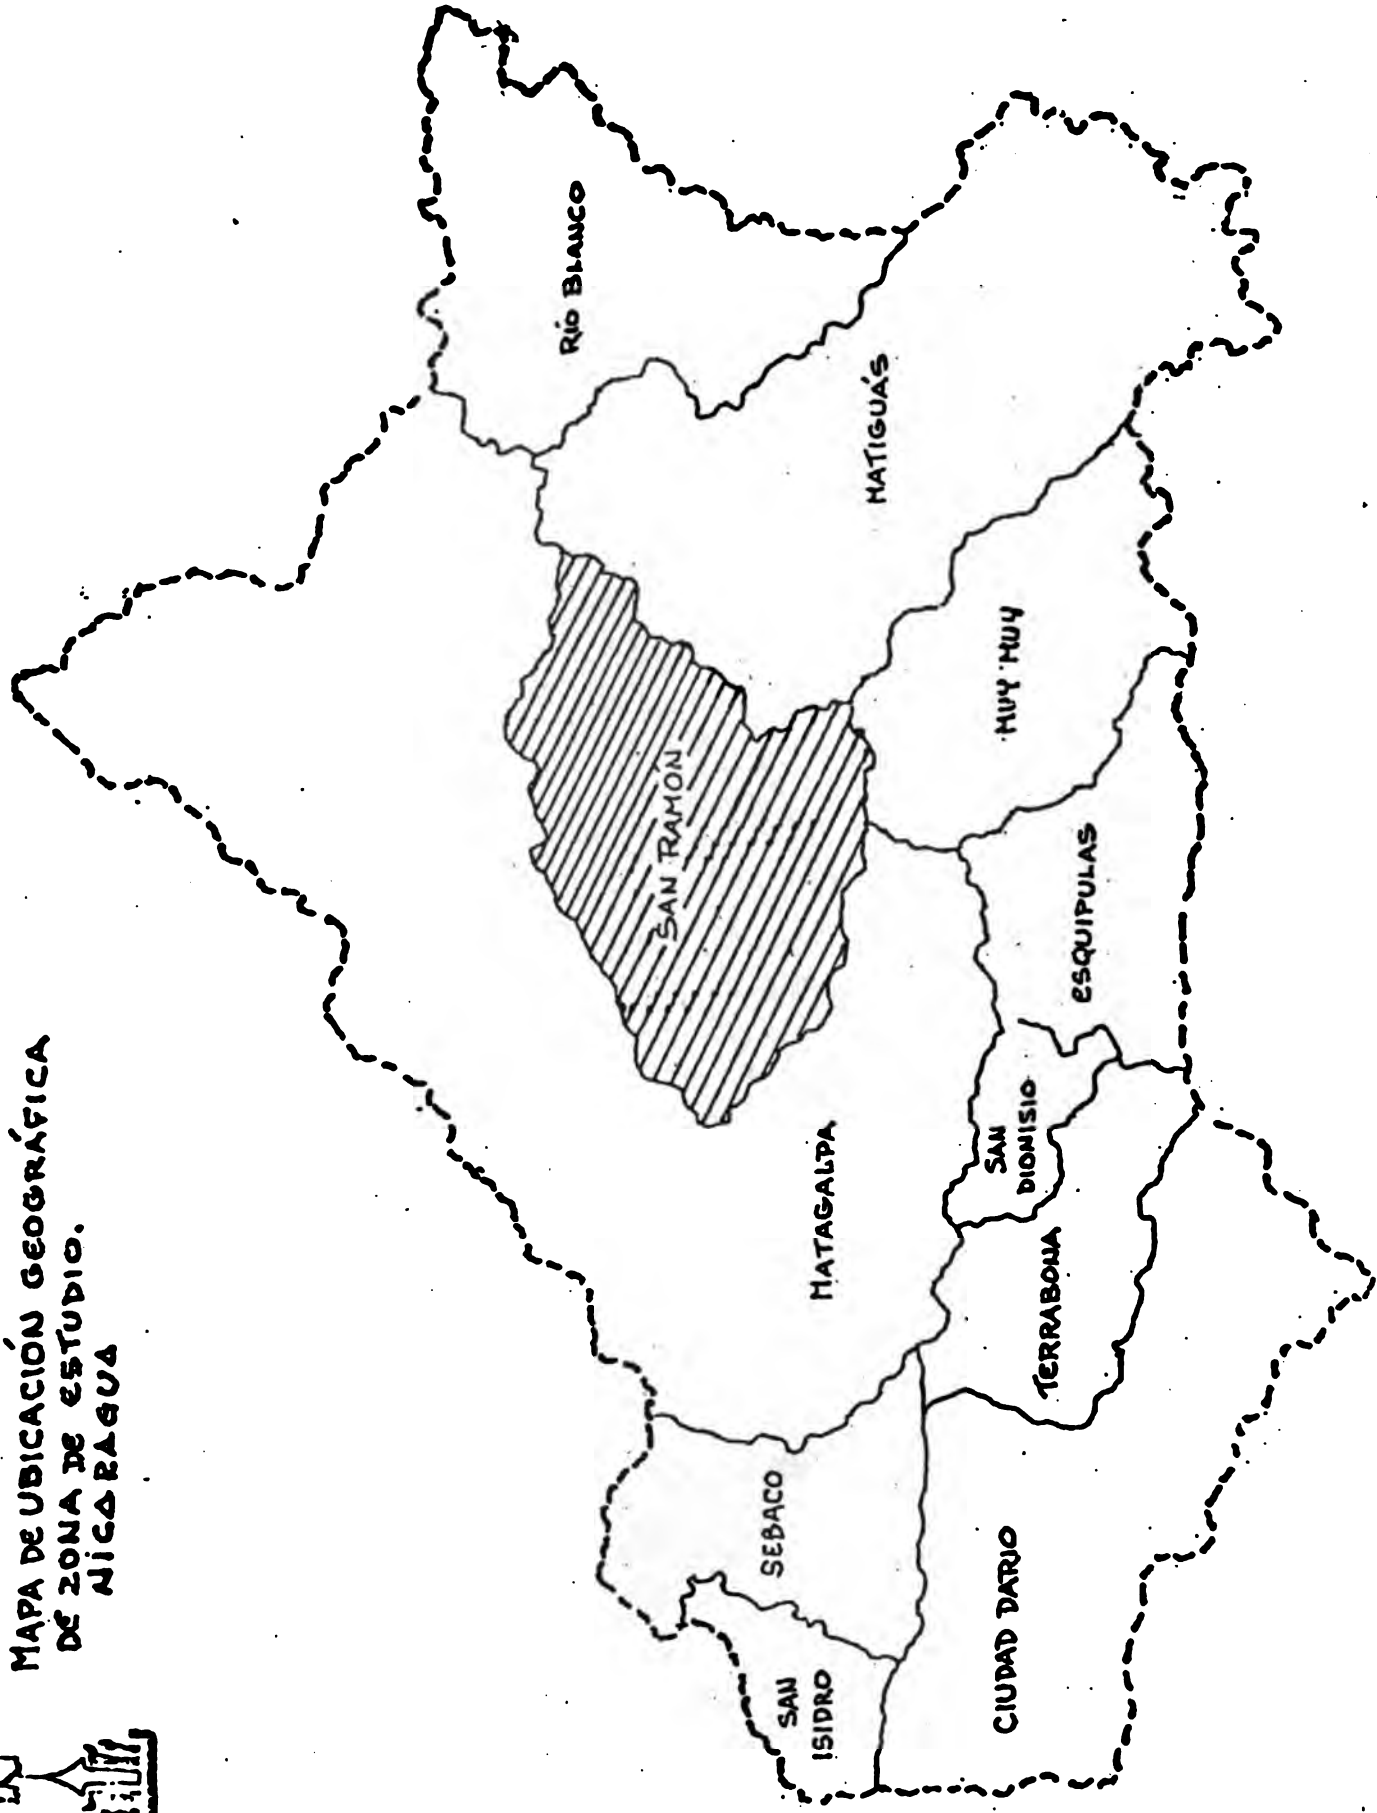 MAPA DE UBICACIÓN GEOGRÁFICA
DE ZONA DE ESTUDIO.
NICARAGUA
RÍO BLANCO
MATIGUÁS
SAN RAMÓN
MUY MUY
ESQUIPULAS
MATAGALPA
SAN
DIONISIO
TERRABONA
SEBACO
SAN
ISIDRO
CIUDAD DARIO